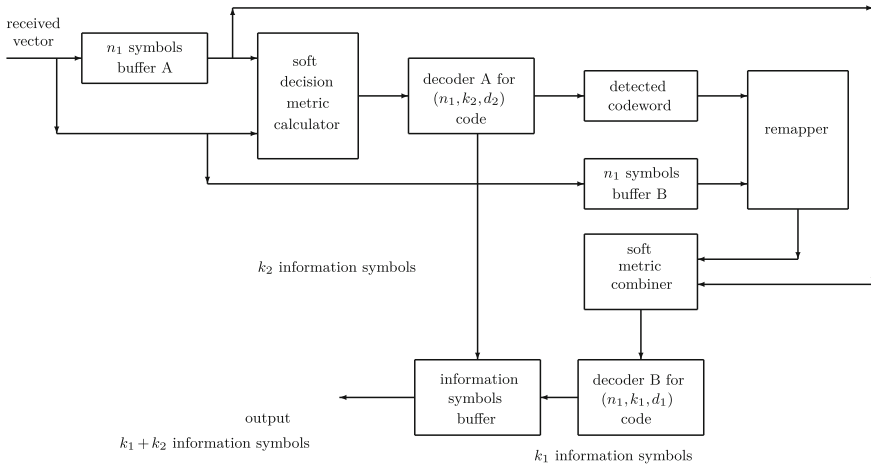 received
vector
n₁ symbols
buffer A
soft
decision
metric
calculator
decoder A for
(n₁, k₂, d₂)
code
detected
codeword
remapper
n₁ symbols
buffer B
soft
metric
combiner
k₂ information symbols
information
symbols
buffer
decoder B for
(n₁, k₁, d₁)
code
output
k₁ + k₂ information symbols
k₁ information symbols